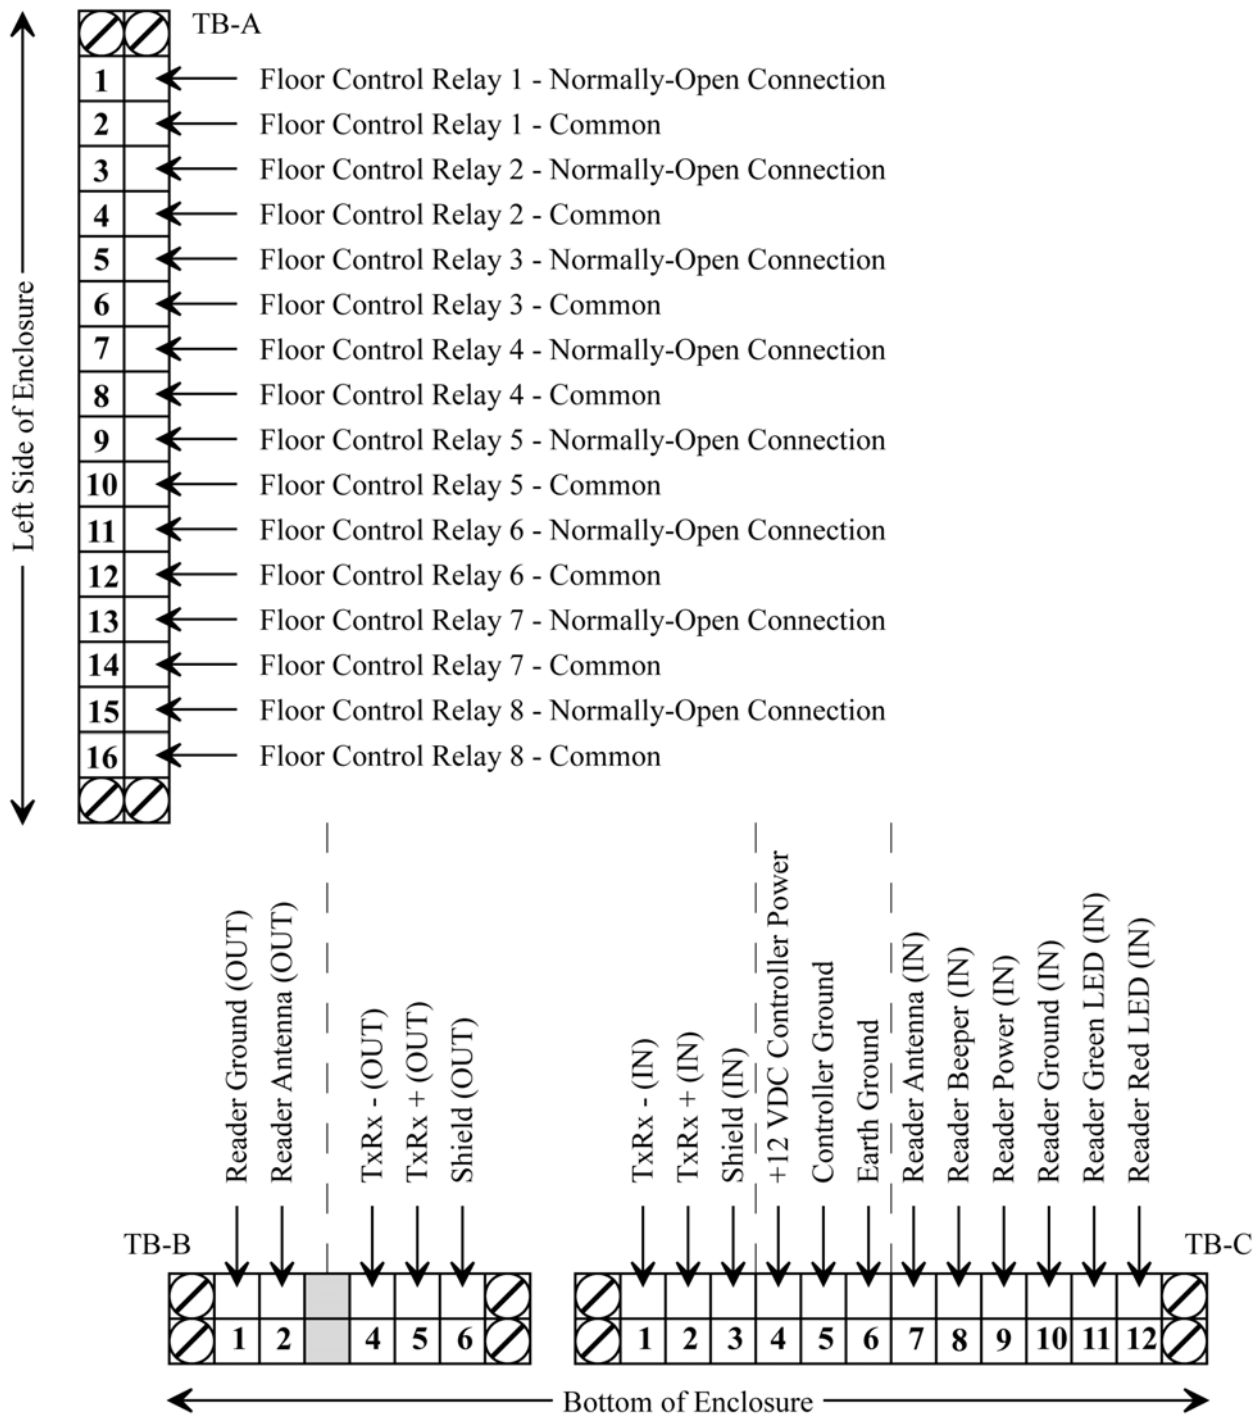 TB-A
1 Floor Control Relay 1 - Normally-Open Connection
2 Floor Control Relay 1 - Common
3 Floor Control Relay 2 - Normally-Open Connection
4 Floor Control Relay 2 - Common
5 Floor Control Relay 3 - Normally-Open Connection
6 Floor Control Relay 3 - Common
7 Floor Control Relay 4 - Normally-Open Connection
8 Floor Control Relay 4 - Common
9 Floor Control Relay 5 - Normally-Open Connection
10 Floor Control Relay 5 - Common
11 Floor Control Relay 6 - Normally-Open Connection
12 Floor Control Relay 6 - Common
13 Floor Control Relay 7 - Normally-Open Connection
14 Floor Control Relay 7 - Common
15 Floor Control Relay 8 - Normally-Open Connection
16 Floor Control Relay 8 - Common
Left Side of Enclosure
Reader Ground (OUT)
Reader Antenna (OUT)
TxRx - (OUT)
TxRx + (OUT)
Shield (OUT)
TxRx - (IN)
TxRx + (IN)
Shield (IN)
+12 VDC Controller Power
Controller Ground
Earth Ground
Reader Antenna (IN)
Reader Beeper (IN)
Reader Power (IN)
Reader Ground (IN)
Reader Green LED (IN)
Reader Red LED (IN)
TB-B
TB-C
1 2 4 5 6
1 2 3 4 5 6 7 8 9 10 11 12
Bottom of Enclosure